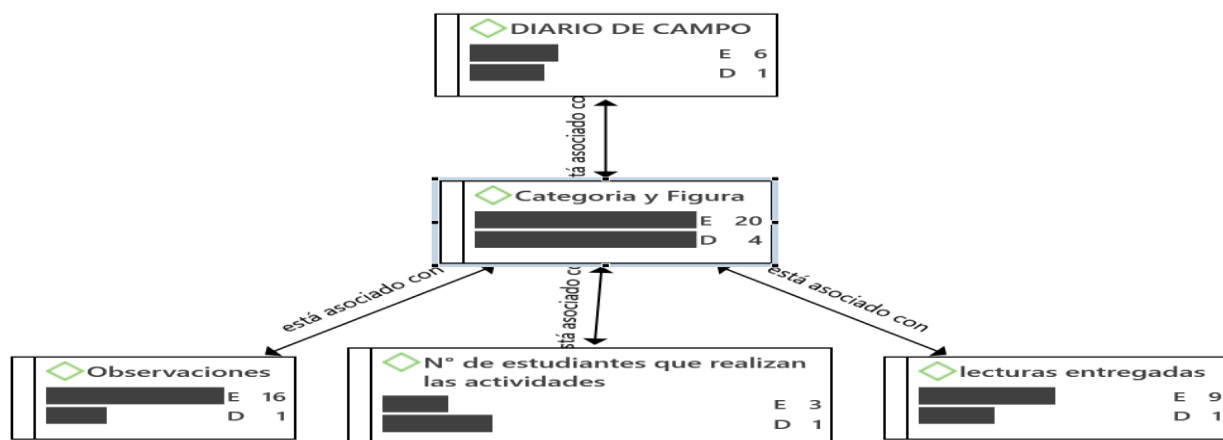 DIARIO DE CAMPO
E 6
D 1
está asociado con
Categoria y Figura
E 20
D 4
está asociado con
está asociado con
está asociado con
Observaciones
E 16
D 1
N° de estudiantes que realizan
las actividades
E 3
D 1
lecturas entregadas
E 9
D 1